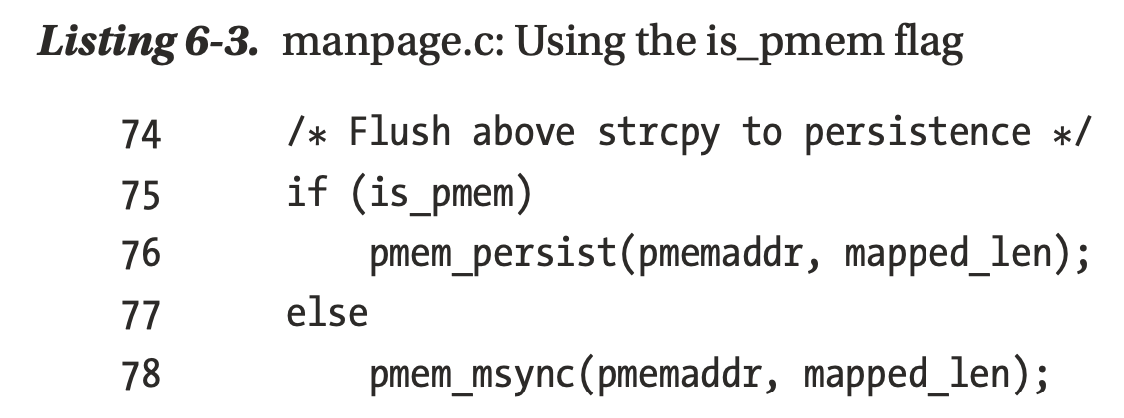 Listing 6-3. manpage.c: Using the is_pmem flag
74 /* Flush above strcpy to persistence */
75 if (is_pmem)
76 pmem_persist(pmemaddr, mapped_len);
77 else
78 pmem_msync(pmemaddr, mapped_len);